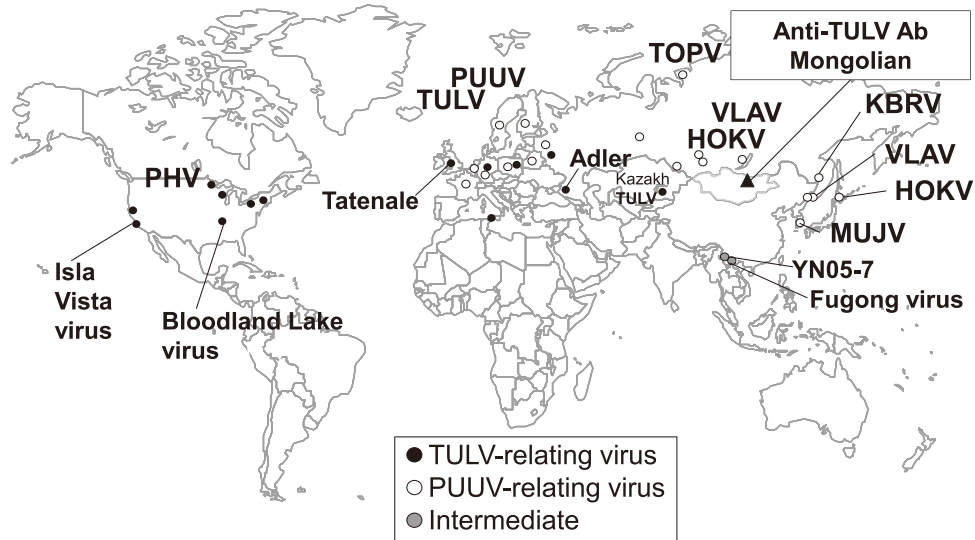 Anti-TULV Ab
Mongolian
TOPV
PUUV
TULV
VLAV
HOKV
KBRV
VLAV
HOKV
MUJV
YN05-7
Fugong virus
Adler
Kazakh
TULV
Tatenale
PHV
Isla
Vista
virus
Bloodland Lake
virus
TULV-relating virus
PUUV-relating virus
Intermediate